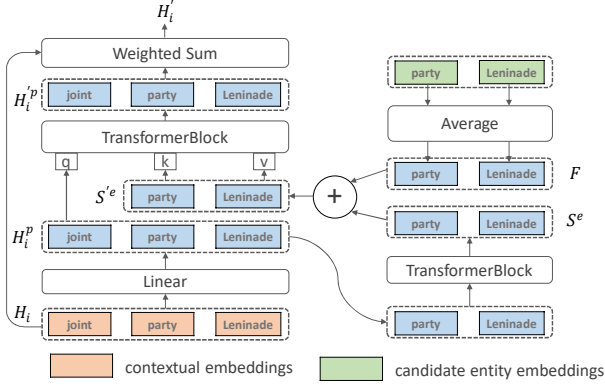 H'_i
Weighted Sum
H'^p_i
joint party Leninade
TransformerBlock
q k v
S'^e
party Leninade
H^p_i
joint party Leninade
Linear
H_i
joint party Leninade
party Leninade
Average
party Leninade
F
+
party Leninade
S^e
TransformerBlock
party Leninade
contextual embeddings
candidate entity embeddings